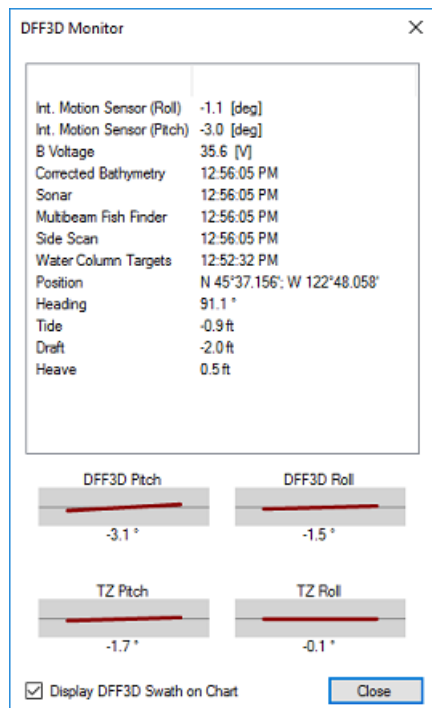 DFF3D Monitor
Int. Motion Sensor (Roll) -1.1 [deg]
Int. Motion Sensor (Pitch) -3.0 [deg]
B Voltage 35.6 [V]
Corrected Bathymetry 12:56:05 PM
Sonar 12:56:05 PM
Multibeam Fish Finder 12:56:05 PM
Side Scan 12:56:05 PM
Water Column Targets 12:52:32 PM
Position N 45°37.156'; W 122°48.058'
Heading 91.1 °
Tide -0.9 ft
Draft -2.0 ft
Heave 0.5 ft
DFF3D Pitch DFF3D Roll
-3.1 ° -1.5 °
TZ Pitch TZ Roll
-1.7 ° -0.1 °
Display DFF3D Swath on Chart Close